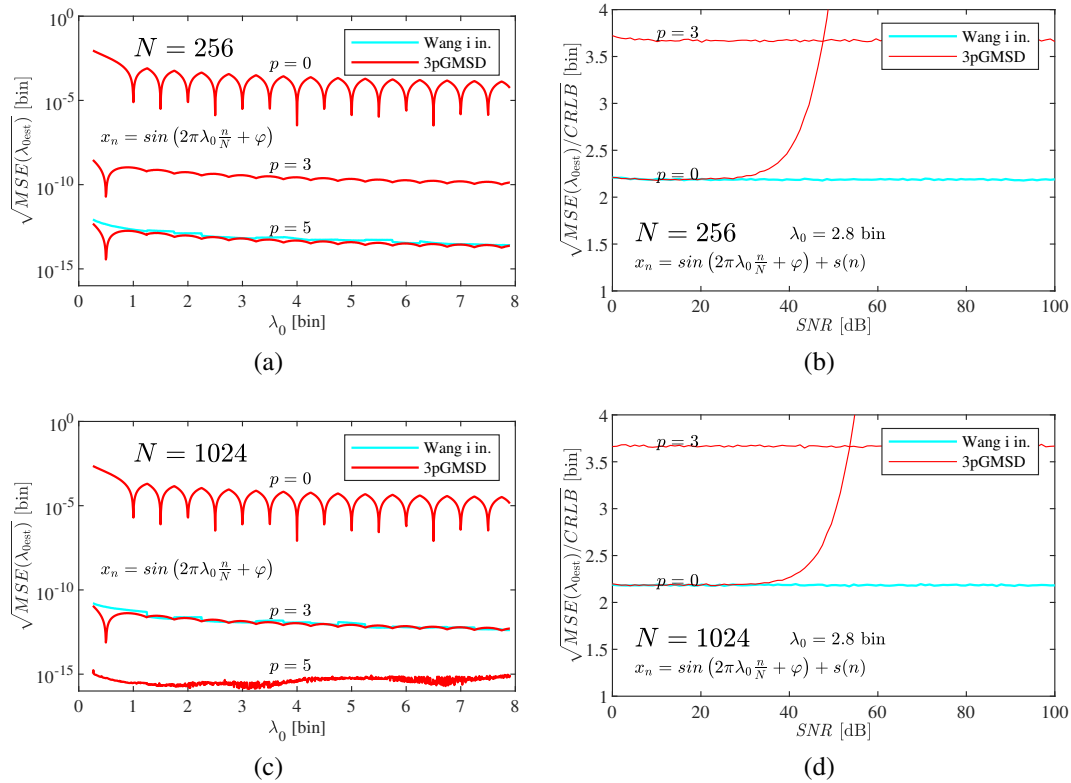 10^0
10^-5
10^-10
10^-15
√MSE(λ_0est) [bin]
N = 256
Wang i in.
3pGMSD
p = 0
x_n = sin (2πλ_0 n/N + φ)
p = 3
p = 5
0 1 2 3 4 5 6 7 8
λ_0 [bin]
(a)
4
3.5
3
2.5
2
1.5
1
√MSE(λ_0est)/CRLB [bin]
p = 3
Wang i in.
3pGMSD
p = 0
N = 256 λ_0 = 2.8 bin
x_n = sin (2πλ_0 n/N + φ) + s(n)
0 20 40 60 80 100
SNR [dB]
(b)
10^0
10^-5
10^-10
10^-15
√MSE(λ_0est) [bin]
N = 1024
Wang i in.
3pGMSD
p = 0
x_n = sin (2πλ_0 n/N + φ)
p = 3
p = 5
0 1 2 3 4 5 6 7 8
λ_0 [bin]
(c)
4
3.5
3
2.5
2
1.5
1
√MSE(λ_0est)/CRLB [bin]
p = 3
Wang i in.
3pGMSD
p = 0
N = 1024 λ_0 = 2.8 bin
x_n = sin (2πλ_0 n/N + φ) + s(n)
0 20 40 60 80 100
SNR [dB]
(d)